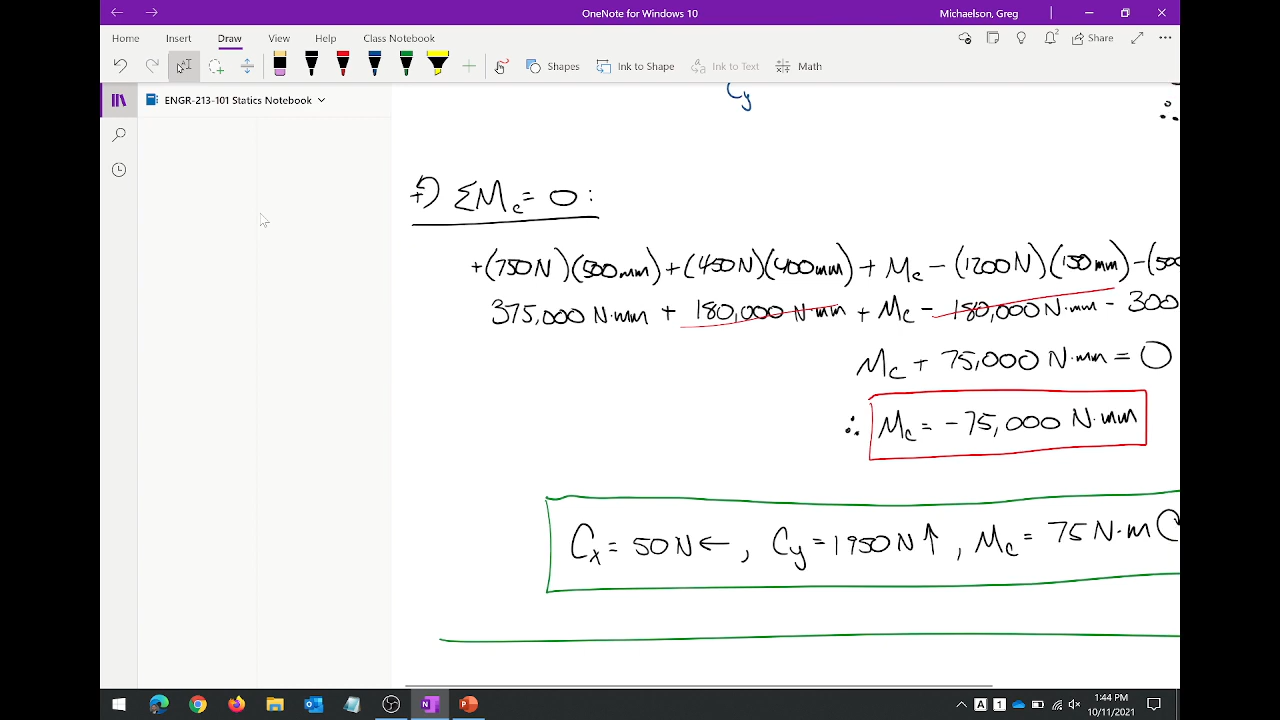 OneNote for Windows 10
Michaelson, Greg
Home Insert Draw View Help Class Notebook
Share
Shapes Ink to Shape Ink to Text Math
ENGR-213-101 Statics Notebook
Cy
+) ΣMc = 0 :
+(750N)(500mm)+(450N)(400mm) + Mc − (1200N)(150mm) −(500
375,000 N·mm + 180,000 N·mm + Mc − 180,000 N·mm − 300
Mc + 75,000 N·mm = 0
∴ Mc = −75,000 N·mm
Cx = 50N ← , Cy = 1950N ↑ , Mc = 75 N·m
A 1
1:44 PM
10/11/2021